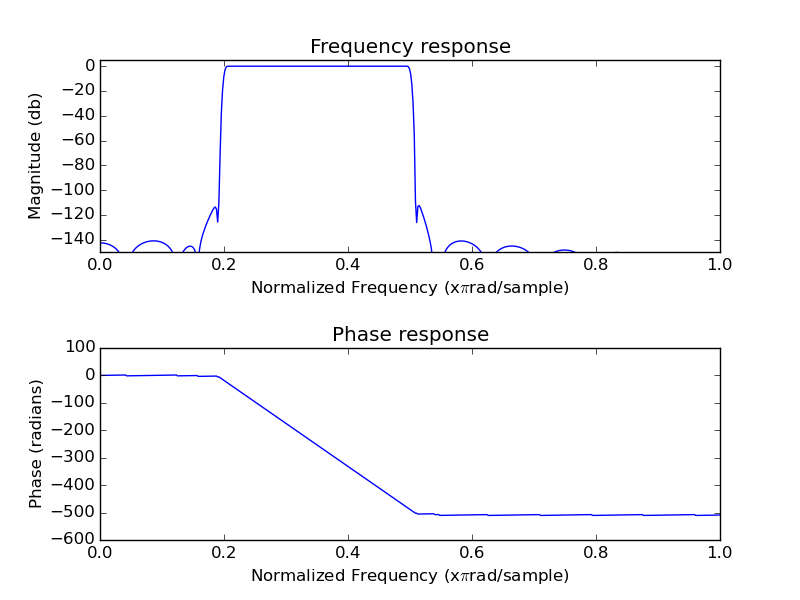 Frequency response
Magnitude (db)
0
−20
−40
−60
−80
−100
−120
−140
0.0 0.2 0.4 0.6 0.8 1.0
Normalized Frequency (xπrad/sample)
Phase response
Phase (radians)
100
0
−100
−200
−300
−400
−500
−600
0.0 0.2 0.4 0.6 0.8 1.0
Normalized Frequency (xπrad/sample)